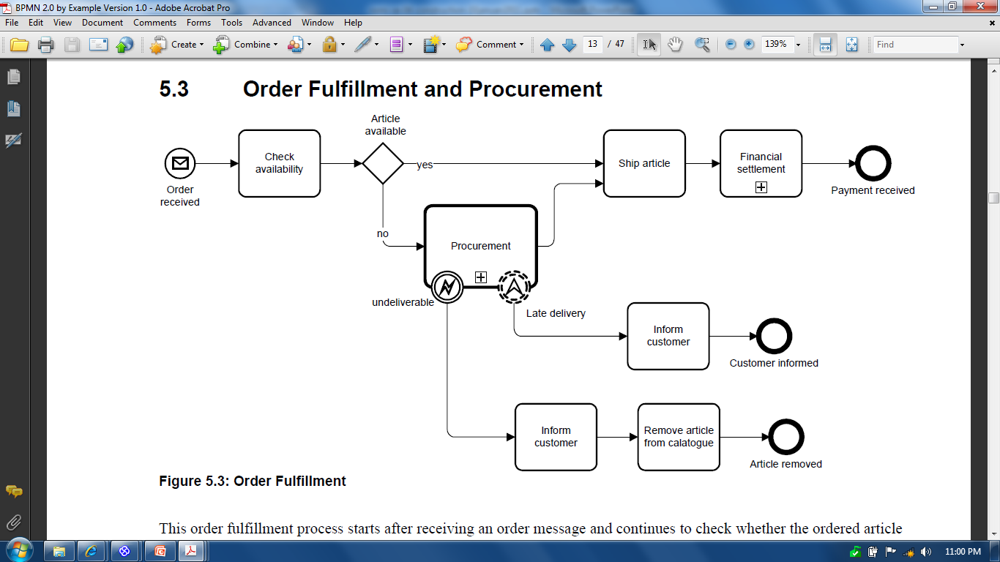 BPMN 2.0 by Example Version 1.0 - Adobe Acrobat Pro
File Edit View Document Comments Forms Tools Advanced Window Help
Create Combine Comment 13 / 47 139% Find
5.3 Order Fulfillment and Procurement
Article
available
Check
availability
yes
Ship article
Financial
settlement
Order
received
Payment received
no
Procurement
undeliverable
Late delivery
Inform
customer
Customer informed
Inform
customer
Remove article
from calatogue
Article removed
Figure 5.3: Order Fulfillment
This order fulfillment process starts after receiving an order message and continues to check whether the ordered article
11:00 PM